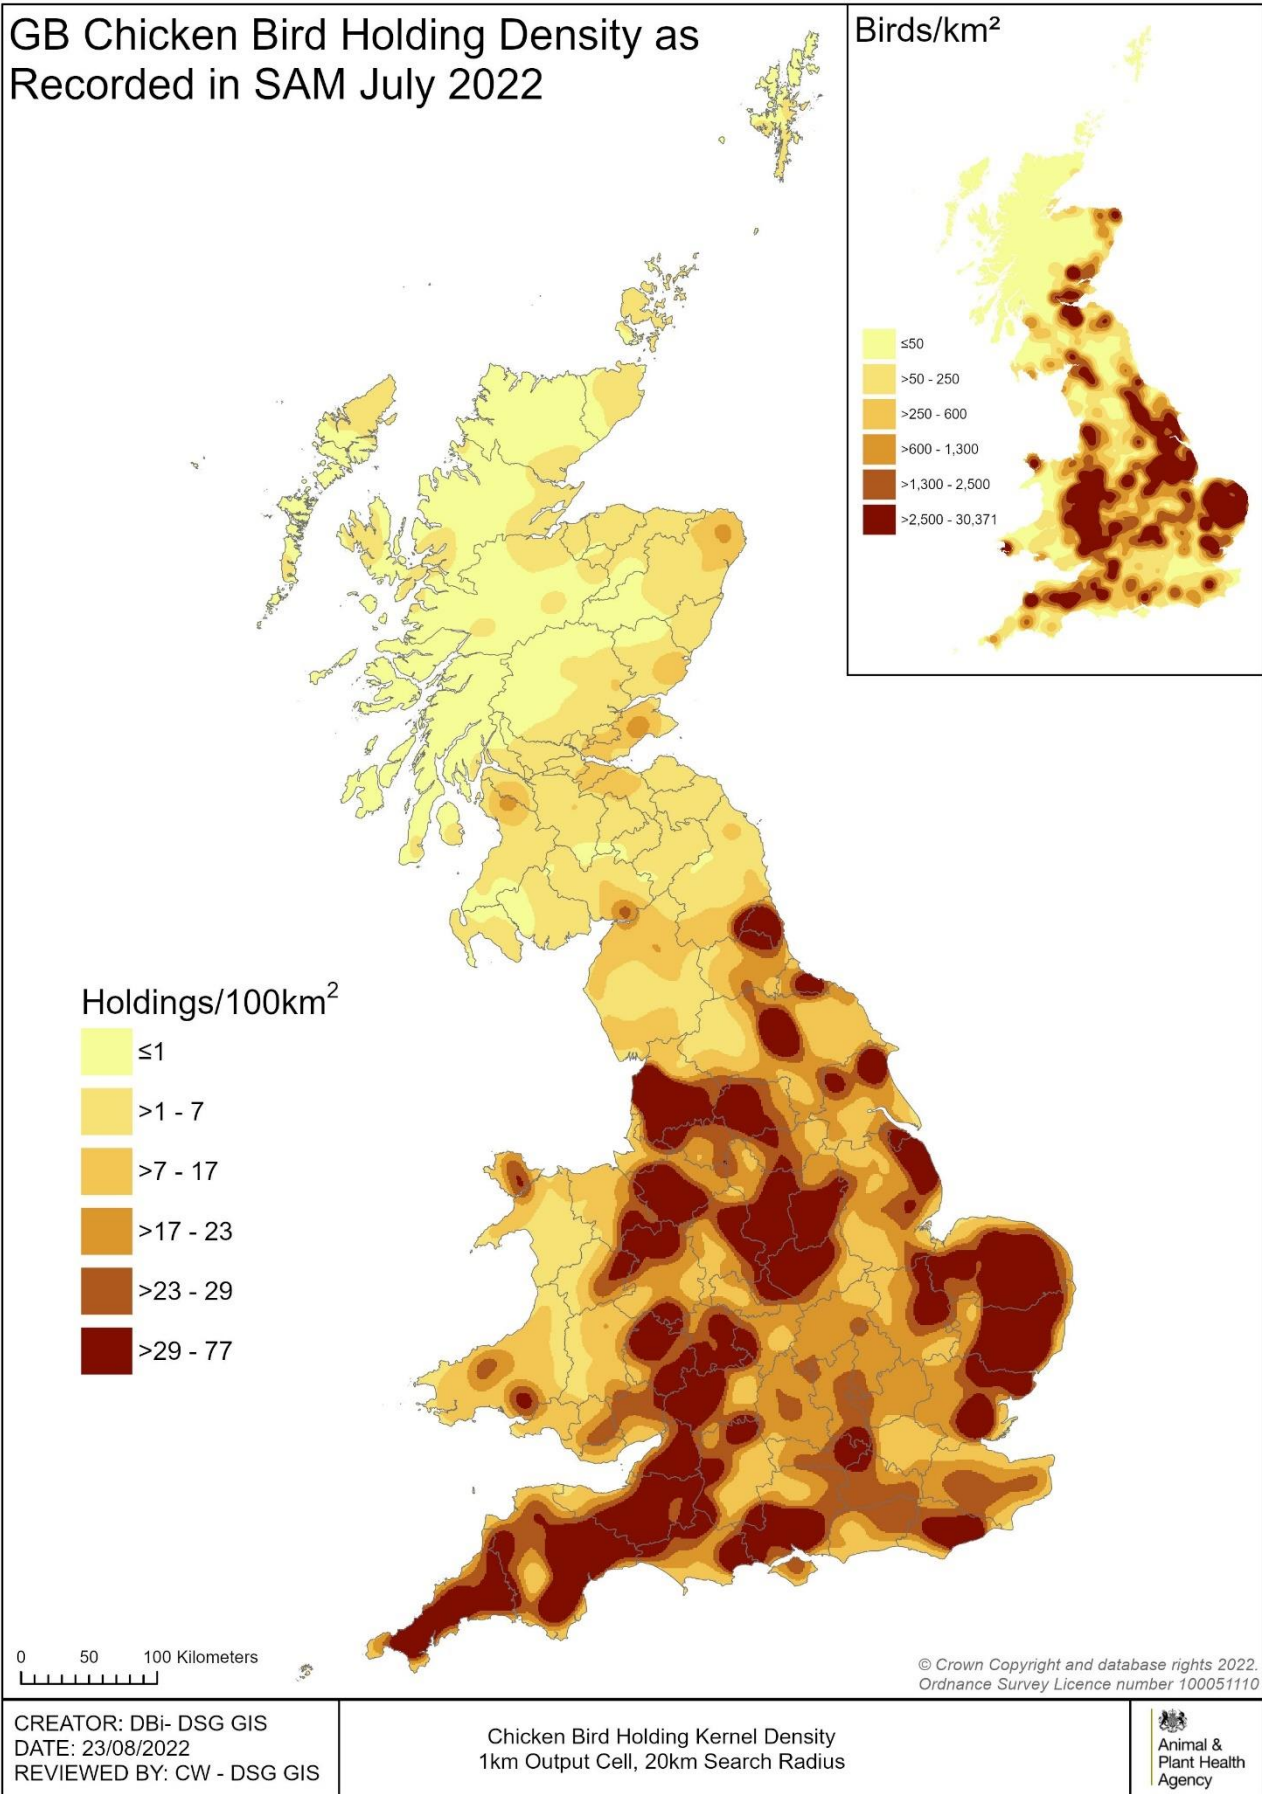 GB Chicken Bird Holding Density as
Recorded in SAM July 2022
Birds/km²
≤50
>50 - 250
>250 - 600
>600 - 1,300
>1,300 - 2,500
>2,500 - 30,371
Holdings/100km²
≤1
>1 - 7
>7 - 17
>17 - 23
>23 - 29
>29 - 77
0 50 100 Kilometers
© Crown Copyright and database rights 2022.
Ordnance Survey Licence number 100051110
CREATOR: DBi- DSG GIS
DATE: 23/08/2022
REVIEWED BY: CW - DSG GIS
Chicken Bird Holding Kernel Density
1km Output Cell, 20km Search Radius
Animal &
Plant Health
Agency